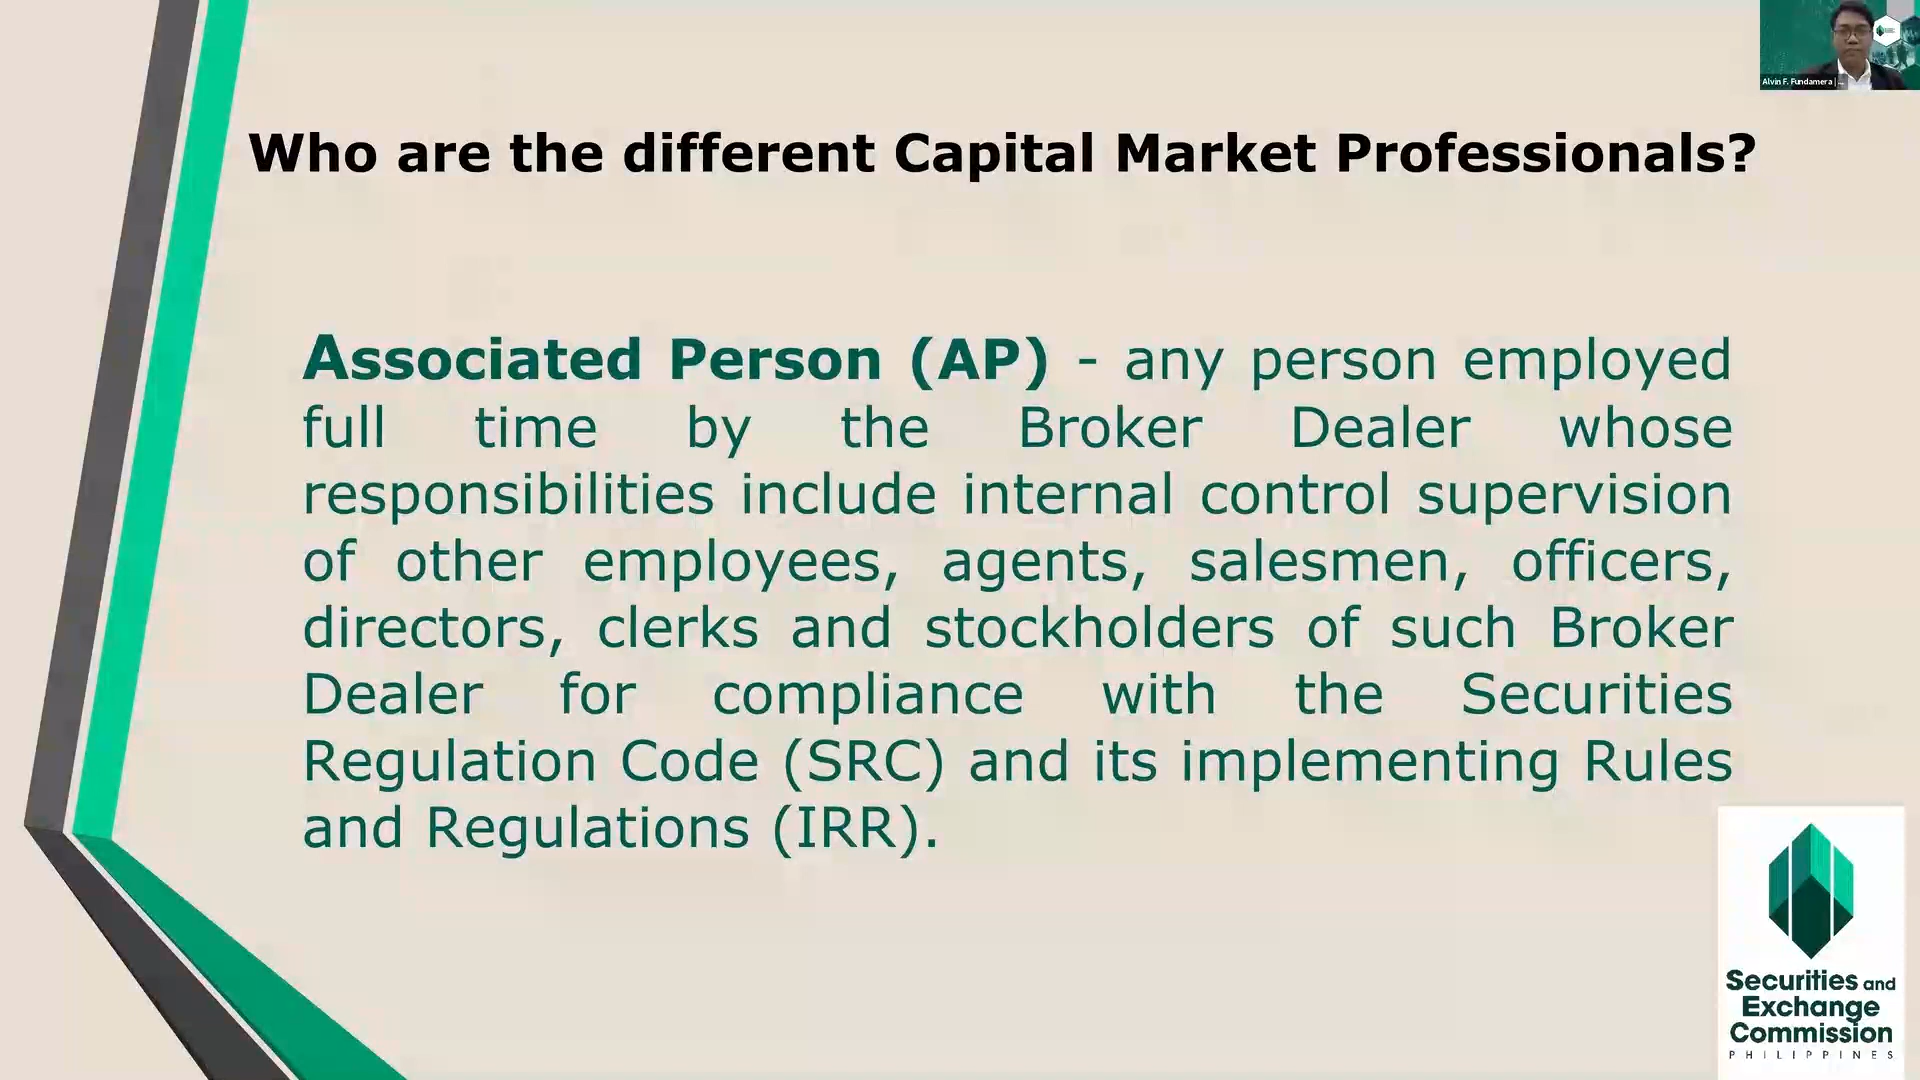 Alvin F. Fundamera | ...
Who are the different Capital Market Professionals?
Associated Person (AP) - any person employed
full time by the Broker Dealer whose
responsibilities include internal control supervision
of other employees, agents, salesmen, officers,
directors, clerks and stockholders of such Broker
Dealer for compliance with the Securities
Regulation Code (SRC) and its implementing Rules
and Regulations (IRR).
Securities and
Exchange
Commission
PHILIPPINES